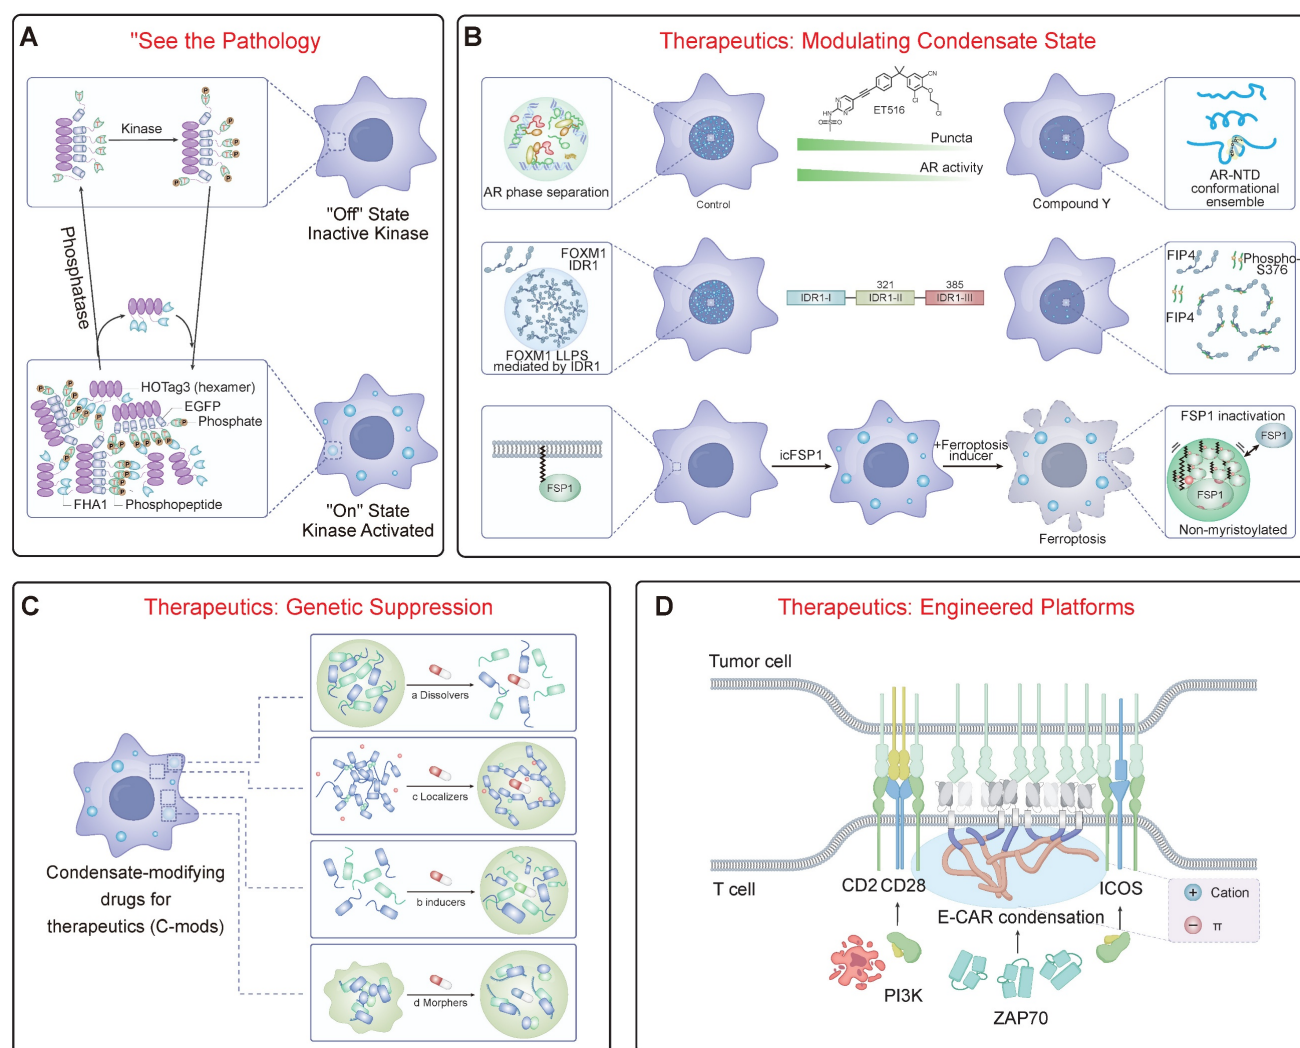 A
"See the Pathology
Kinase
"Off" State
Inactive Kinase
Phosphatase
HOTag3 (hexamer)
EGFP
Phosphate
FHA1
Phosphopeptide
"On" State
Kinase Activated
P
B
Therapeutics: Modulating Condensate State
AR phase separation
Control
CN
O
Cl
N
N
HN
O=S=O
Cl
ET516
Puncta
AR activity
Compound Y
AR-NTD
conformational
ensemble
FOXM1
IDR1
FOXM1 LLPS
mediated by IDR1
321
385
IDR1-I
IDR1-II
IDR1-III
FIP4
Phospho-
S376
FIP4
FSP1
icFSP1
+Ferroptosis
inducer
Ferroptosis
FSP1 inactivation
FSP1
FSP1
Non-myristoylated
C
Therapeutics: Genetic Suppression
Condensate-modifying
drugs for
therapeutics (C-mods)
a Dissolvers
c Localizers
b inducers
d Morphers
D
Therapeutics: Engineered Platforms
Tumor cell
T cell
CD2 CD28
ICOS
E-CAR condensation
PI3K
ZAP70
+ Cation
− π